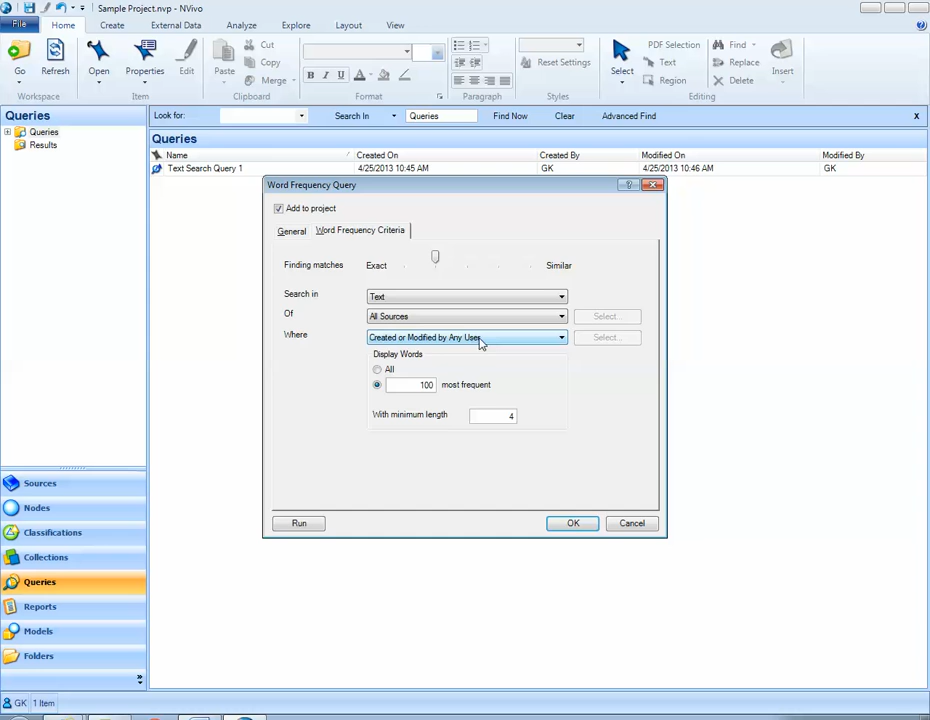 Sample Project.nvp - NVivo
File Home Create External Data Analyze Explore Layout View
Go Refresh Open Properties Edit Paste Cut Copy Merge
B I U A
Reset Settings
Select PDF Selection Text Region Find Replace Delete Insert
Workspace Item Clipboard Format Paragraph Styles Editing
Queries
Queries
Results
Look for: Search In Queries Find Now Clear Advanced Find x
Queries
Name Created On Created By Modified On Modified By
Text Search Query 1 4/25/2013 10:45 AM GK 4/25/2013 10:46 AM GK
Word Frequency Query
Add to project
General Word Frequency Criteria
Finding matches Exact Similar
Search in Text
Of All Sources Select...
Where Created or Modified by Any User Select...
Display Words
All
100 most frequent
With minimum length 4
Run OK Cancel
Sources
Nodes
Classifications
Collections
Queries
Reports
Models
Folders
GK 1 Item